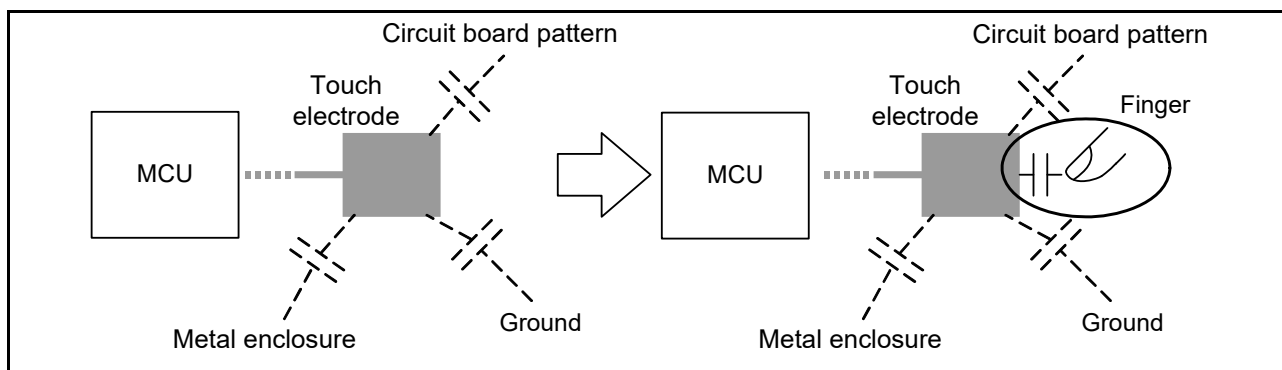 Circuit board pattern
Touch
electrode
MCU
Metal enclosure
Ground
Circuit board pattern
Touch
electrode
Finger
MCU
Metal enclosure
Ground